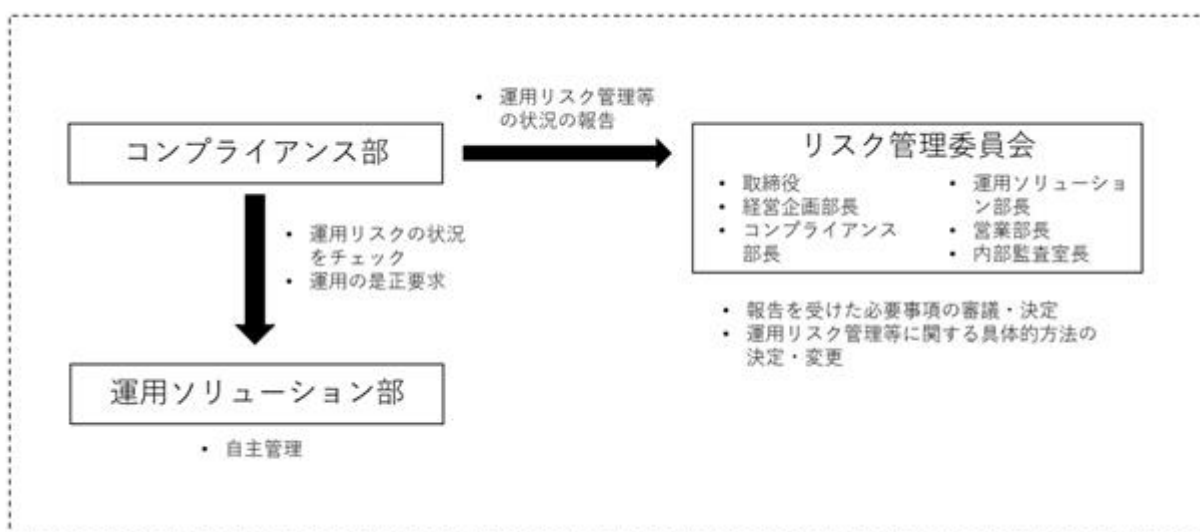 • 運用リスク管理等
の状況の報告
コンプライアンス部
リスク管理委員会
• 取締役
• 経営企画部長
• コンプライアンス
部長
• 運用ソリューショ
ン部長
• 営業部長
• 内部監査室長
• 運用リスクの状況
をチェック
• 運用の是正要求
• 報告を受けた必要事項の審議・決定
• 運用リスク管理等に関する具体的方法の
決定・変更
運用ソリューション部
• 自主管理